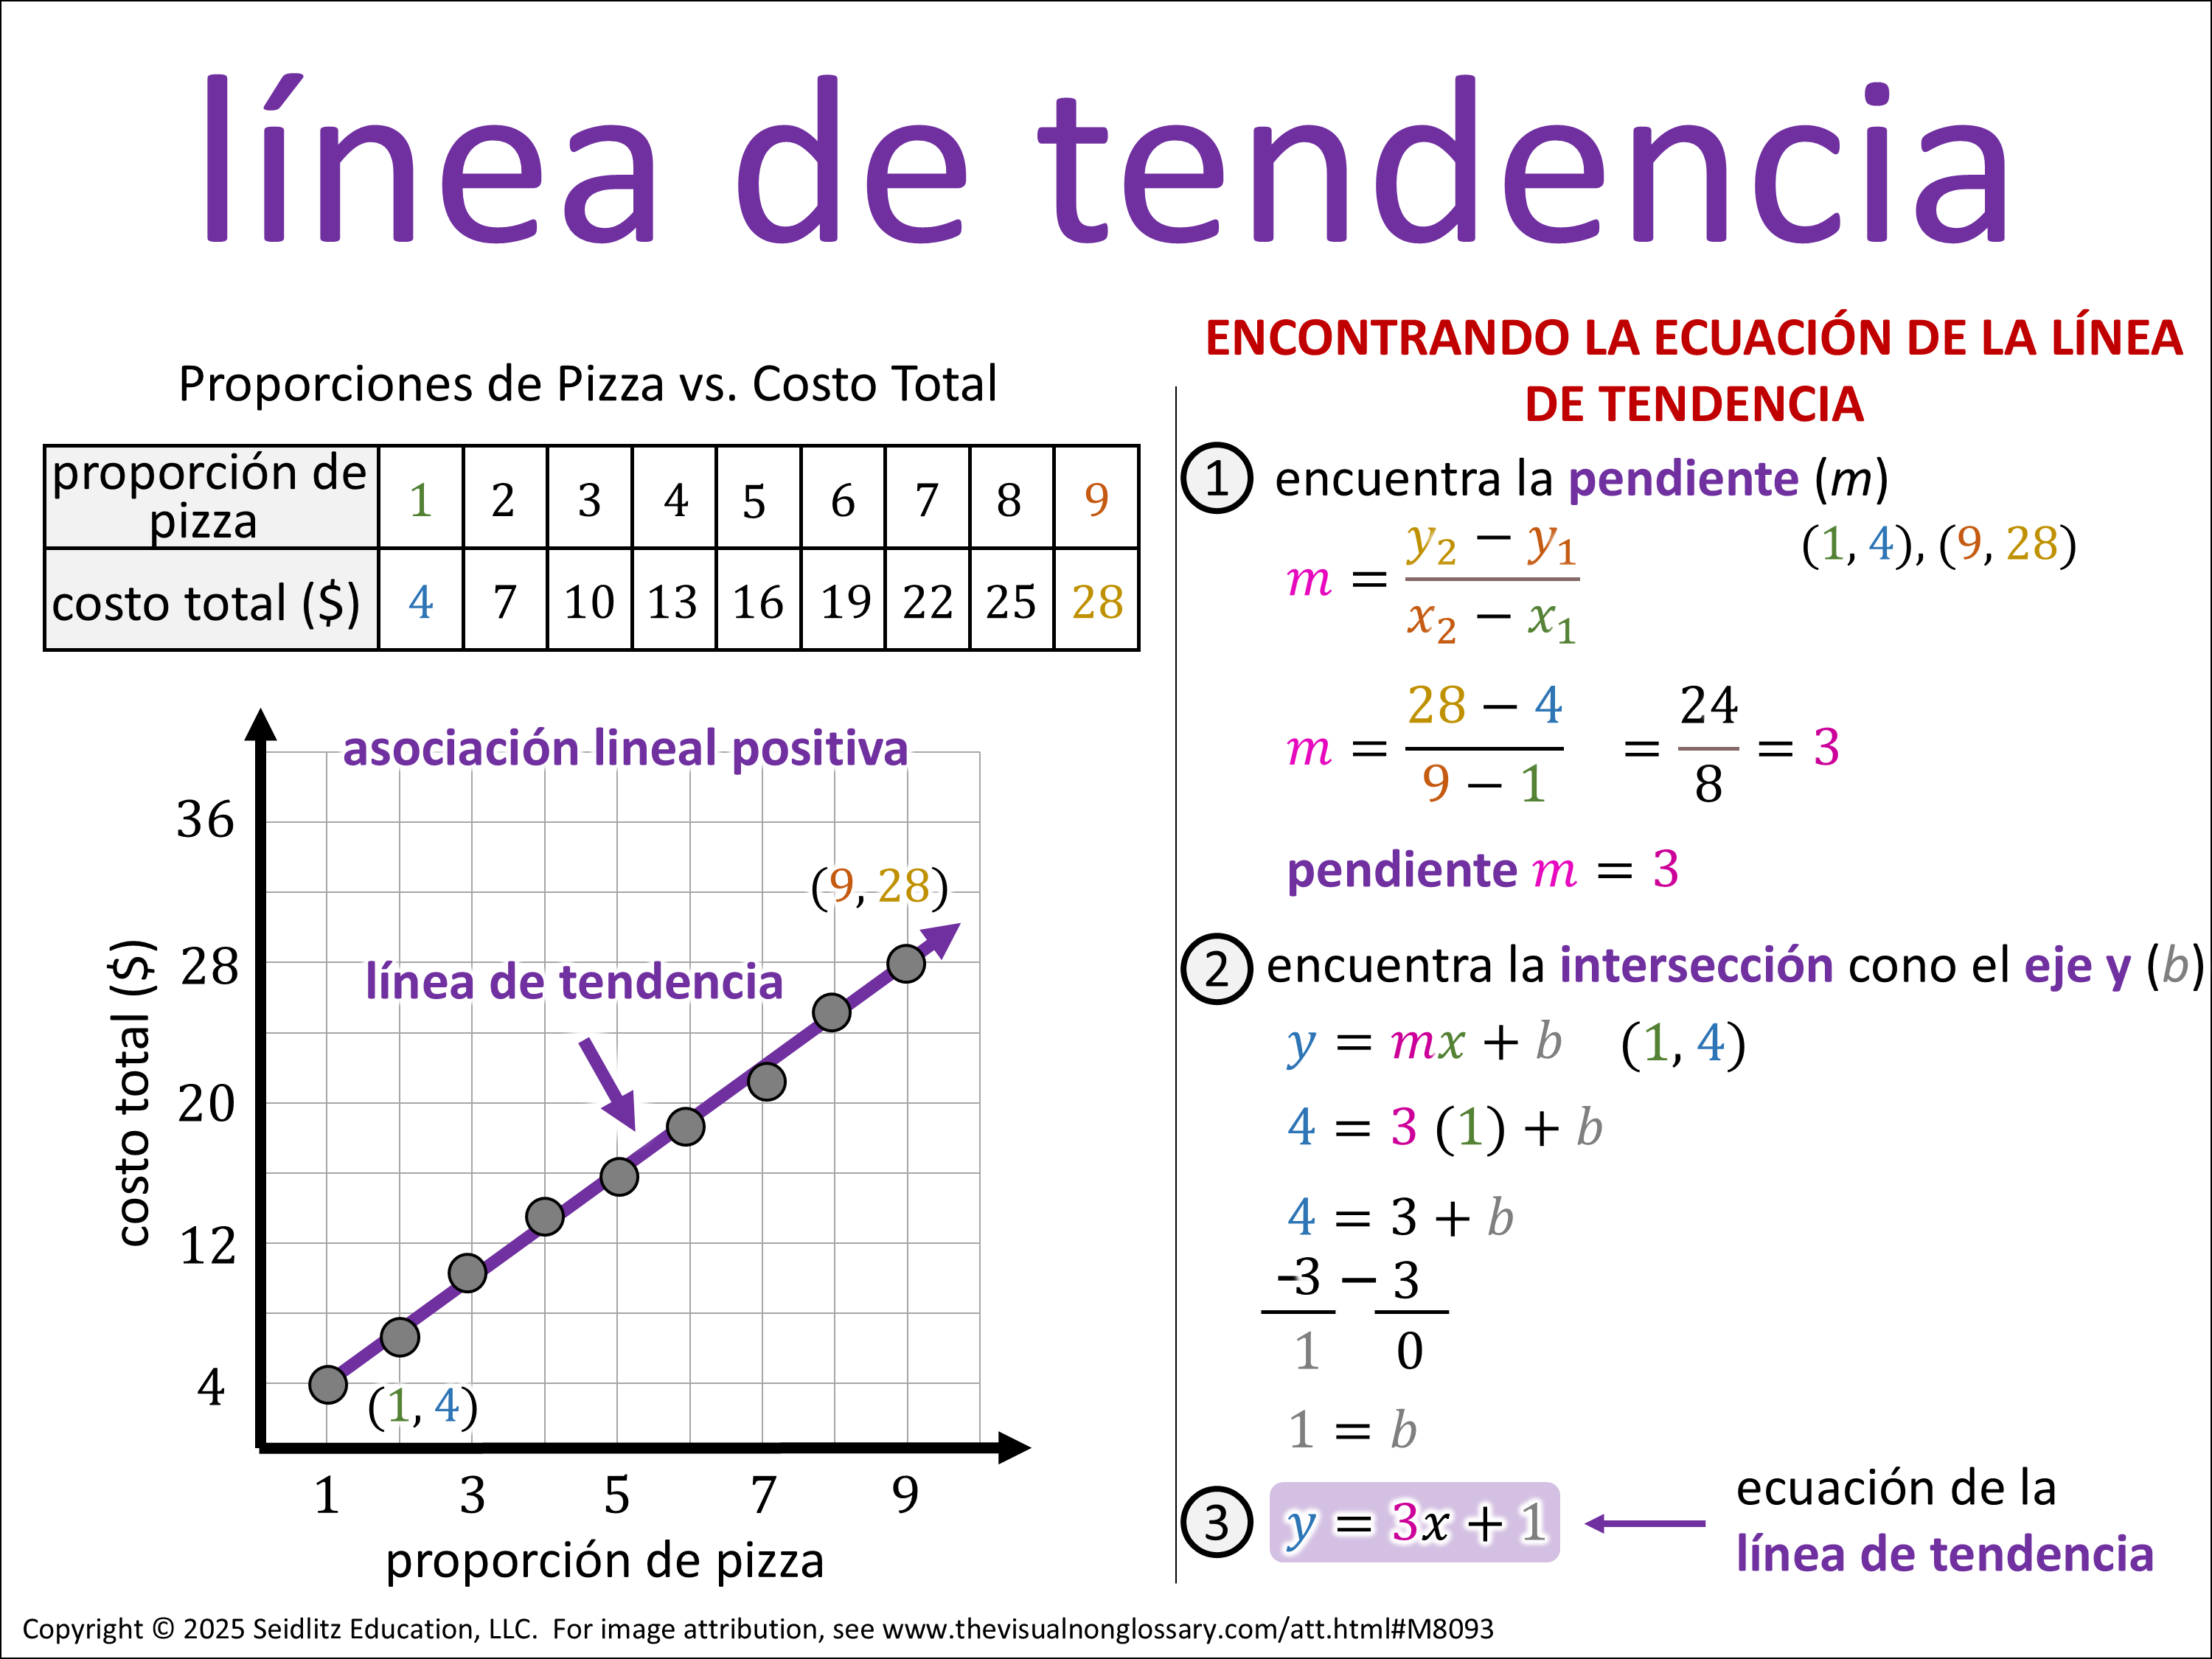 línea de tendencia
Proporciones de Pizza vs. Costo Total
proporción de pizza 1 2 3 4 5 6 7 8 9
costo total ($) 4 7 10 13 16 19 22 25 28
asociación lineal positiva
36
28
20
12
4
costo total ($)
(9, 28)
línea de tendencia
(1, 4)
1 3 5 7 9
proporción de pizza
ENCONTRANDO LA ECUACIÓN DE LA LÍNEA
DE TENDENCIA
1 encuentra la pendiente (m)
m = (y₂ − y₁)/(x₂ − x₁) (1, 4), (9, 28)
m = (28 − 4)/(9 − 1) = 24/8 = 3
pendiente m = 3
2 encuentra la intersección cono el eje y (b)
y = mx + b (1, 4)
4 = 3 (1) + b
4 = 3 + b
-3 − 3
1 0
1 = b
3 y = 3x + 1
ecuación de la
línea de tendencia
Copyright © 2025 Seidlitz Education, LLC. For image attribution, see www.thevisualnonglossary.com/att.html#M8093